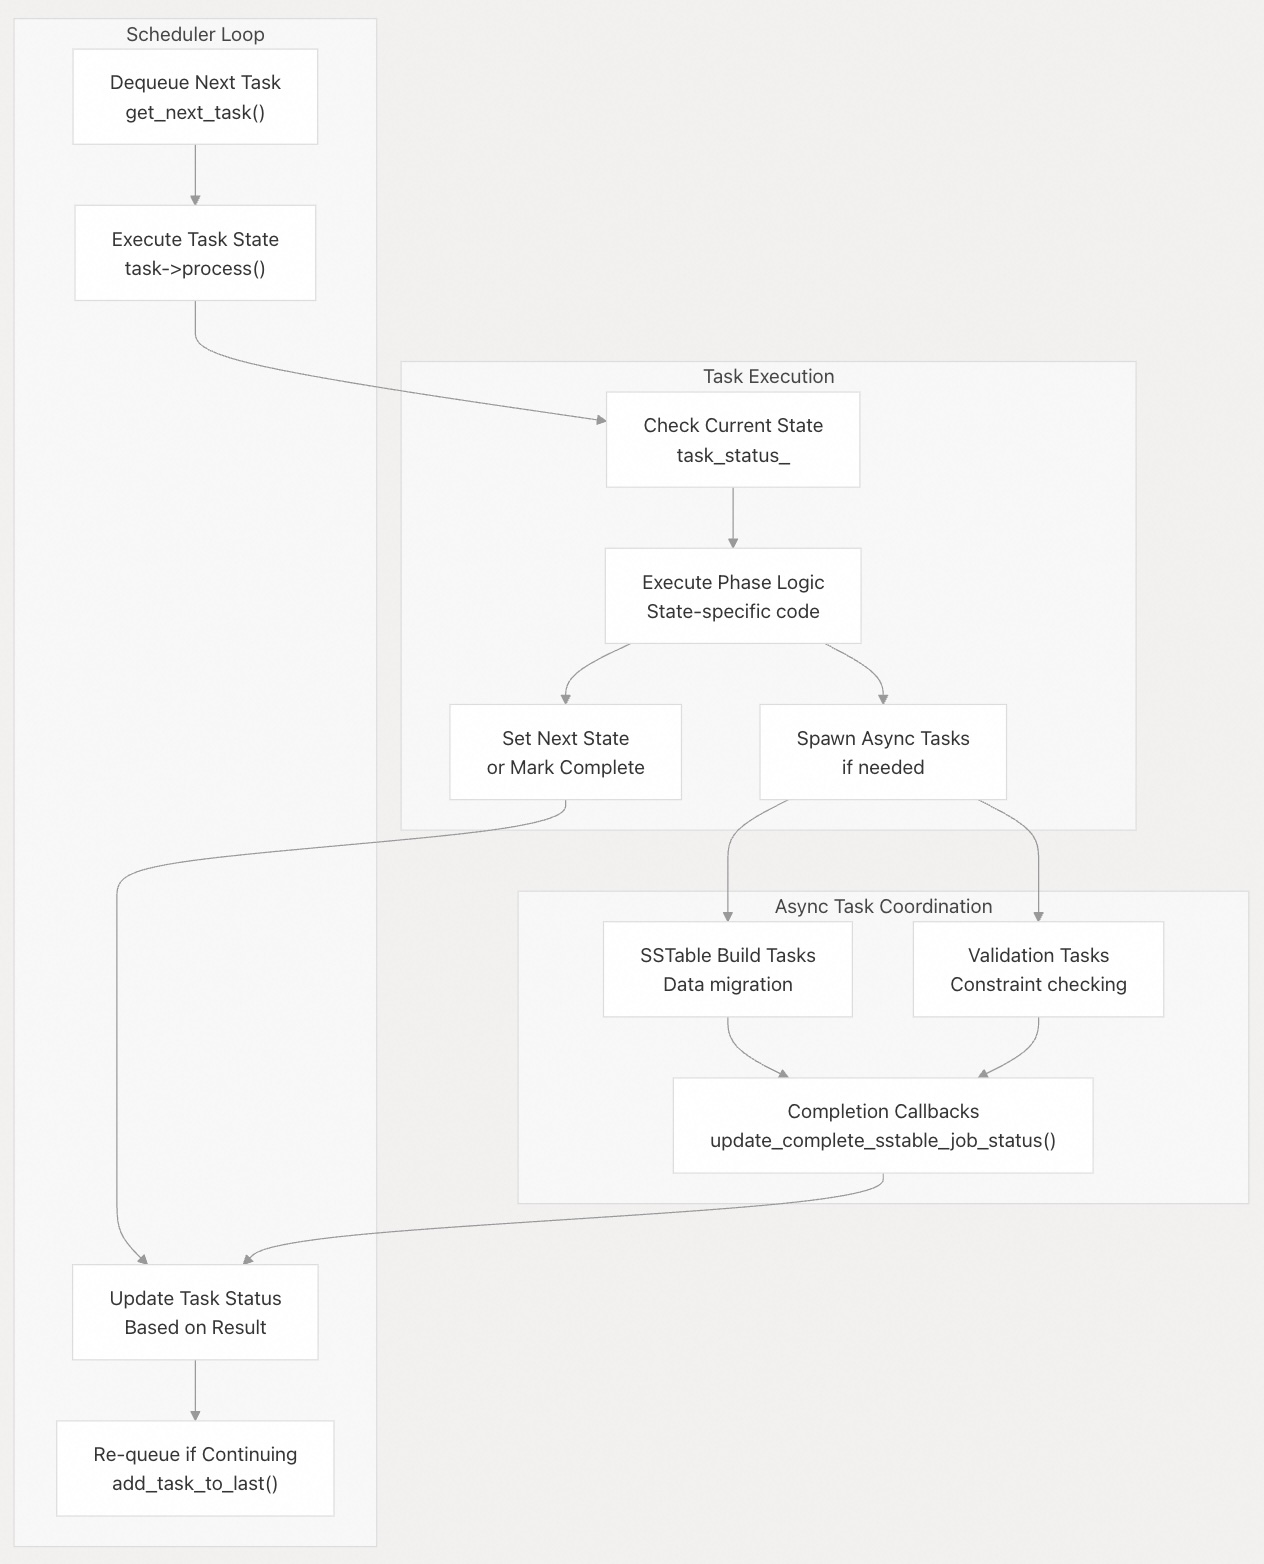 Scheduler Loop
Dequeue Next Task
get_next_task()
Execute Task State
task->process()
Task Execution
Check Current State
task_status_
Execute Phase Logic
State-specific code
Set Next State
or Mark Complete
Spawn Async Tasks
if needed
Async Task Coordination
SSTable Build Tasks
Data migration
Validation Tasks
Constraint checking
Completion Callbacks
update_complete_sstable_job_status()
Update Task Status
Based on Result
Re-queue if Continuing
add_task_to_last()